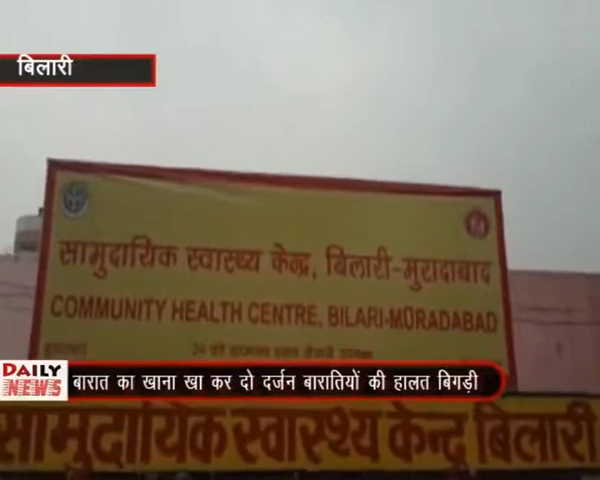 बिलारी
सामुदायिक स्वास्थ्य केन्द्र, बिलारी-मुरादाबाद
COMMUNITY HEALTH CENTRE, BILARI-MORADABAD
DAILY NEWS
बारात का खाना खा कर दो दर्जन बारातियों की हालत बिगड़ी
सामुदायिक स्वास्थ्य केन्द्र बिलारी